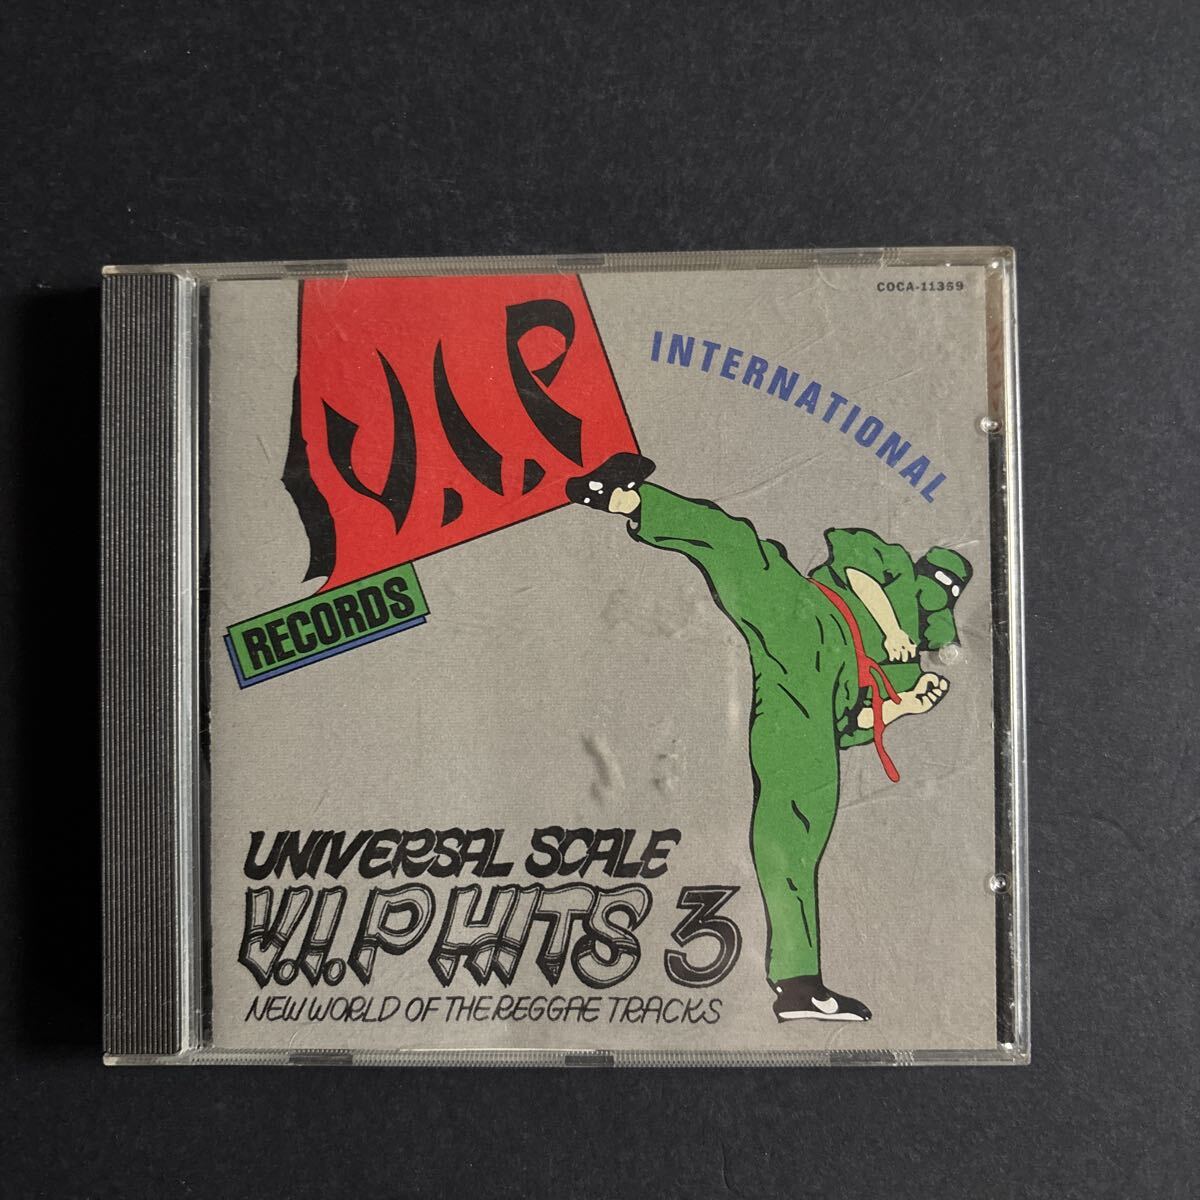 COCA-11359
V.I.P
INTERNATIONAL
RECORDS
UNIVERSAL SCALE
V.I.P HITS 3
NEW WORLD OF THE REGGAE TRACKS